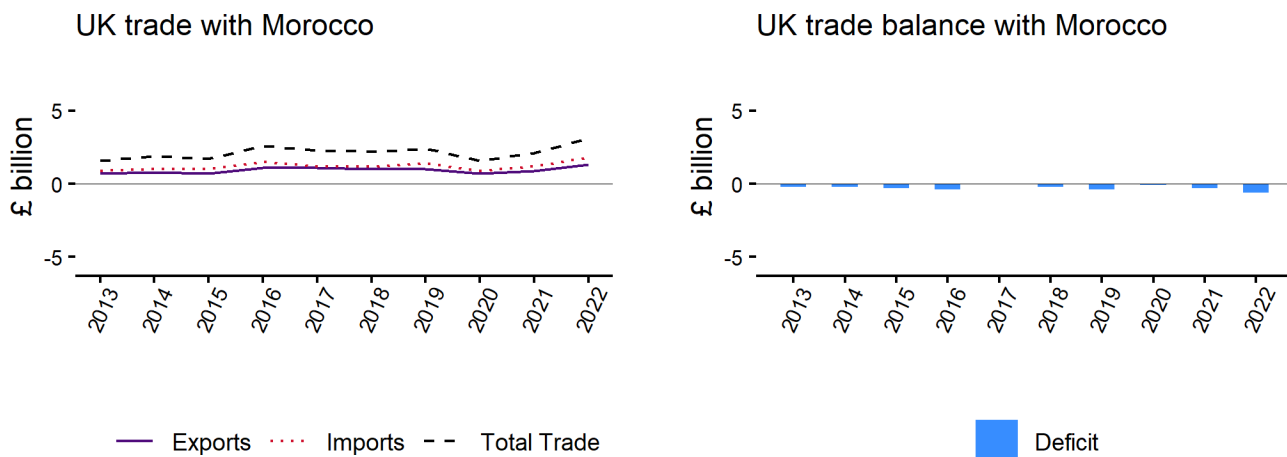 UK trade with Morocco
£ billion
5
0
-5
2013 2014 2015 2016 2017 2018 2019 2020 2021 2022
Exports Imports Total Trade
UK trade balance with Morocco
£ billion
5
0
-5
2013 2014 2015 2016 2017 2018 2019 2020 2021 2022
Deficit